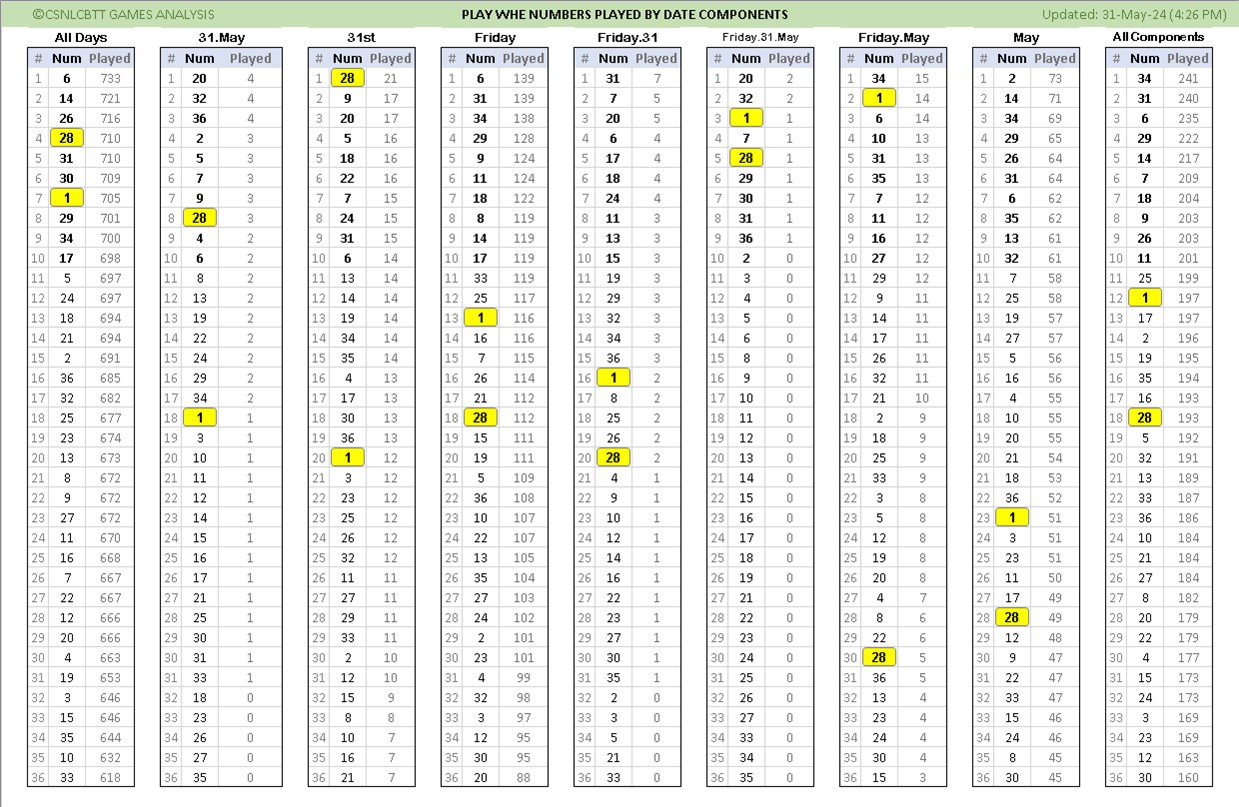 ©CSNLCBTT GAMES ANALYSIS PLAY WHE NUMBERS PLAYED BY DATE COMPONENTS Updated: 31-May-24 (4:26 PM)
All Days 31.May 31st Friday Friday.31 Friday.31.May Friday.May May All Components
# Num Played # Num Played # Num Played # Num Played # Num Played # Num Played # Num Played # Num Played # Num Played
1 6 733 1 20 4 1 28 21 1 6 139 1 31 7 1 20 2 1 34 15 1 2 73 1 34 241
2 14 721 2 32 4 2 9 17 2 31 139 2 7 5 2 32 2 2 1 14 2 14 71 2 31 240
3 26 716 3 36 4 3 20 17 3 34 138 3 20 5 3 1 1 3 6 14 3 34 69 3 6 235
4 28 710 4 2 3 4 5 16 4 29 128 4 6 4 4 7 1 4 10 13 4 29 65 4 29 222
5 31 710 5 5 3 5 18 16 5 9 124 5 17 4 5 28 1 5 31 13 5 26 64 5 14 217
6 30 709 6 7 3 6 22 16 6 11 124 6 18 4 6 29 1 6 35 13 6 31 64 6 7 209
7 1 705 7 9 3 7 7 15 7 18 122 7 24 4 7 30 1 7 7 12 7 6 62 7 18 204
8 29 701 8 28 3 8 24 15 8 8 119 8 11 3 8 31 1 8 11 12 8 35 62 8 9 203
9 34 700 9 4 2 9 31 15 9 14 119 9 13 3 9 36 1 9 16 12 9 13 61 9 26 203
10 17 698 10 6 2 10 6 14 10 17 119 10 15 3 10 2 0 10 27 12 10 32 61 10 11 201
11 5 697 11 8 2 11 13 14 11 33 119 11 19 3 11 3 0 11 29 12 11 7 58 11 25 199
12 24 697 12 13 2 12 14 14 12 25 117 12 29 3 12 4 0 12 9 11 12 25 58 12 1 197
13 18 694 13 19 2 13 19 14 13 1 116 13 32 3 13 5 0 13 14 11 13 19 57 13 17 197
14 21 694 14 22 2 14 34 14 14 16 116 14 34 3 14 6 0 14 17 11 14 27 57 14 2 196
15 2 691 15 24 2 15 35 14 15 7 115 15 36 3 15 8 0 15 26 11 15 5 56 15 19 195
16 36 685 16 29 2 16 4 13 16 26 114 16 1 2 16 9 0 16 32 11 16 16 56 16 35 194
17 32 682 17 34 2 17 17 13 17 21 112 17 8 2 17 10 0 17 21 10 17 4 55 17 16 193
18 25 677 18 1 1 18 30 13 18 28 112 18 25 2 18 11 0 18 2 9 18 10 55 18 28 193
19 23 674 19 3 1 19 36 13 19 15 111 19 26 2 19 12 0 19 18 9 19 20 55 19 5 192
20 13 673 20 10 1 20 1 12 20 19 111 20 28 2 20 13 0 20 25 9 20 21 54 20 32 191
21 8 672 21 11 1 21 3 12 21 5 109 21 4 1 21 14 0 21 33 9 21 18 53 21 13 189
22 9 672 22 12 1 22 23 12 22 36 108 22 9 1 22 15 0 22 3 8 22 36 52 22 33 187
23 27 672 23 14 1 23 25 12 23 10 107 23 10 1 23 16 0 23 5 8 23 1 51 23 36 186
24 11 670 24 15 1 24 26 12 24 22 107 24 12 1 24 17 0 24 12 8 24 3 51 24 10 184
25 16 668 25 16 1 25 32 12 25 13 105 25 14 1 25 18 0 25 19 8 25 23 51 25 21 184
26 7 667 26 17 1 26 11 11 26 35 104 26 16 1 26 19 0 26 20 8 26 11 50 26 27 184
27 22 667 27 21 1 27 27 11 27 27 103 27 22 1 27 21 0 27 4 7 27 17 49 27 8 182
28 12 666 28 25 1 28 29 11 28 24 102 28 23 1 28 22 0 28 8 6 28 28 49 28 20 179
29 20 666 29 30 1 29 33 11 29 2 101 29 27 1 29 23 0 29 22 6 29 12 48 29 22 179
30 4 663 30 31 1 30 2 10 30 23 101 30 30 1 30 24 0 30 28 5 30 9 47 30 4 177
31 19 653 31 33 1 31 12 10 31 4 99 31 35 1 31 25 0 31 36 5 31 22 47 31 15 173
32 3 646 32 18 0 32 15 9 32 32 98 32 2 0 32 26 0 32 13 4 32 33 47 32 24 173
33 15 646 33 23 0 33 8 8 33 3 97 33 3 0 33 27 0 33 23 4 33 15 46 33 3 169
34 35 644 34 26 0 34 10 7 34 12 95 34 5 0 34 33 0 34 24 4 34 24 46 34 23 169
35 10 632 35 27 0 35 16 7 35 30 95 35 21 0 35 34 0 35 30 4 35 8 45 35 12 163
36 33 618 36 35 0 36 21 7 36 20 88 36 33 0 36 35 0 36 15 3 36 30 45 36 30 160